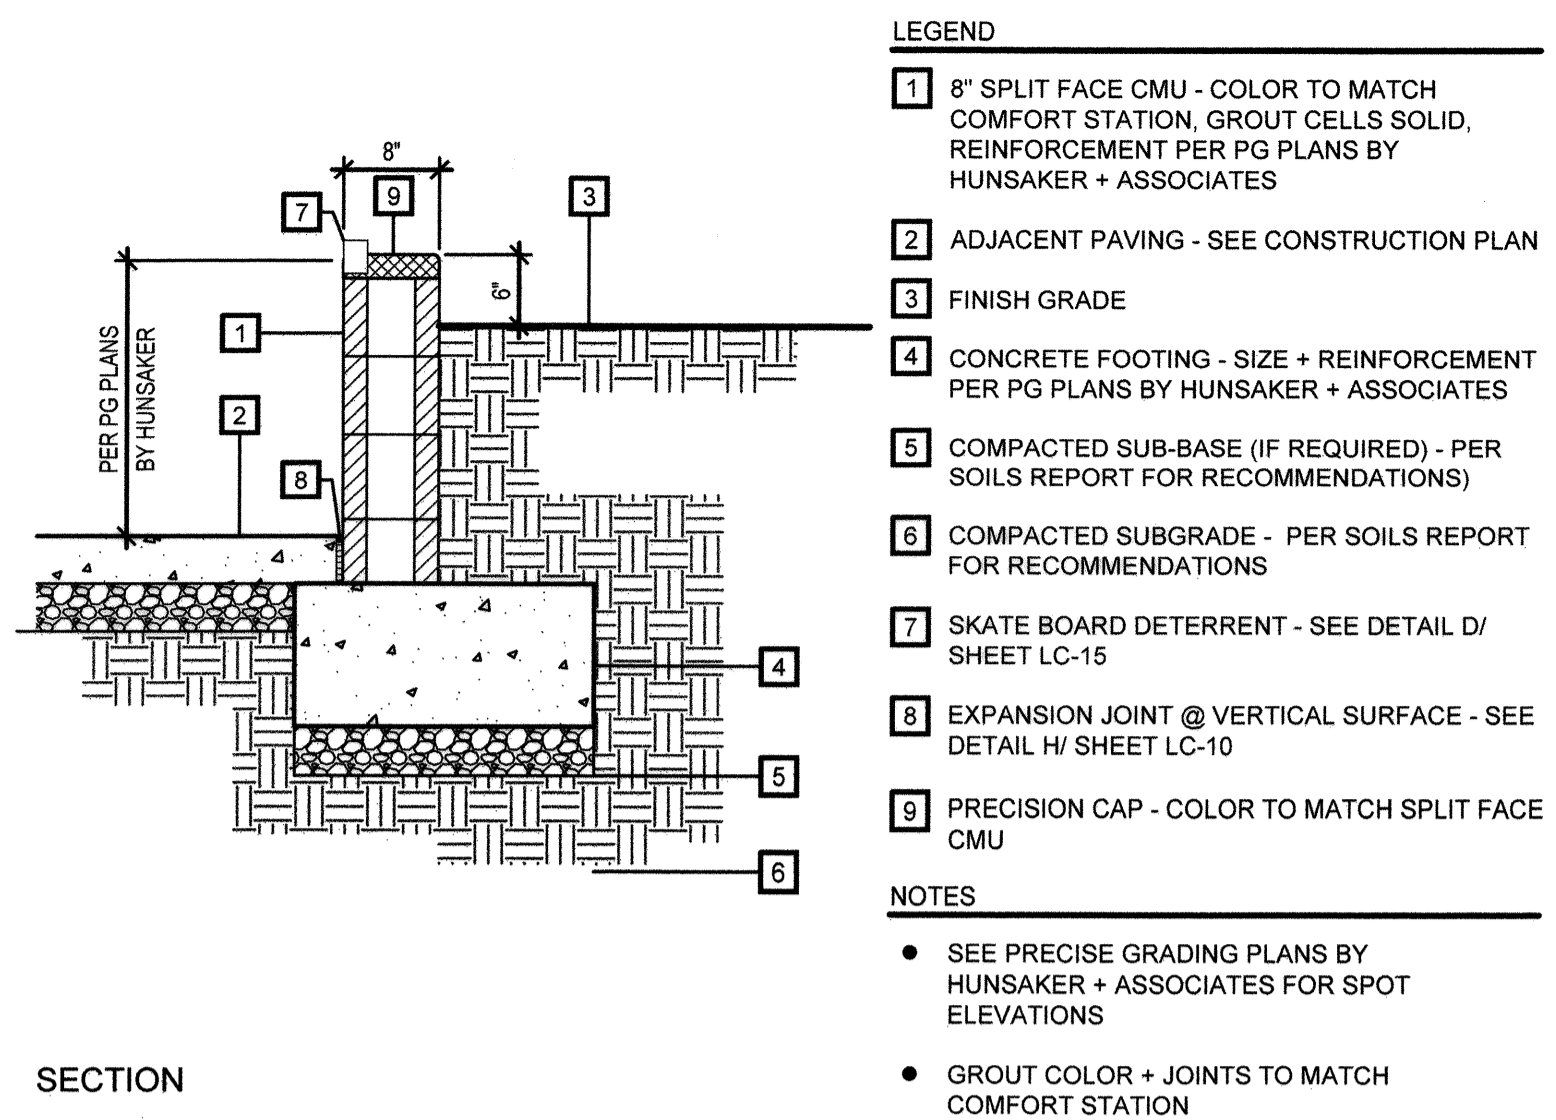 8"
9
7
3
6"
1
PER PG PLANS
BY HUNSAKER
2
8
4
5
6
SECTION
LEGEND
1 8" SPLIT FACE CMU - COLOR TO MATCH
COMFORT STATION, GROUT CELLS SOLID,
REINFORCEMENT PER PG PLANS BY
HUNSAKER + ASSOCIATES
2 ADJACENT PAVING - SEE CONSTRUCTION PLAN
3 FINISH GRADE
4 CONCRETE FOOTING - SIZE + REINFORCEMENT
PER PG PLANS BY HUNSAKER + ASSOCIATES
5 COMPACTED SUB-BASE (IF REQUIRED) - PER
SOILS REPORT FOR RECOMMENDATIONS)
6 COMPACTED SUBGRADE - PER SOILS REPORT
FOR RECOMMENDATIONS
7 SKATE BOARD DETERRENT - SEE DETAIL D/
SHEET LC-15
8 EXPANSION JOINT @ VERTICAL SURFACE - SEE
DETAIL H/ SHEET LC-10
9 PRECISION CAP - COLOR TO MATCH SPLIT FACE
CMU
NOTES
● SEE PRECISE GRADING PLANS BY
HUNSAKER + ASSOCIATES FOR SPOT
ELEVATIONS
● GROUT COLOR + JOINTS TO MATCH
COMFORT STATION